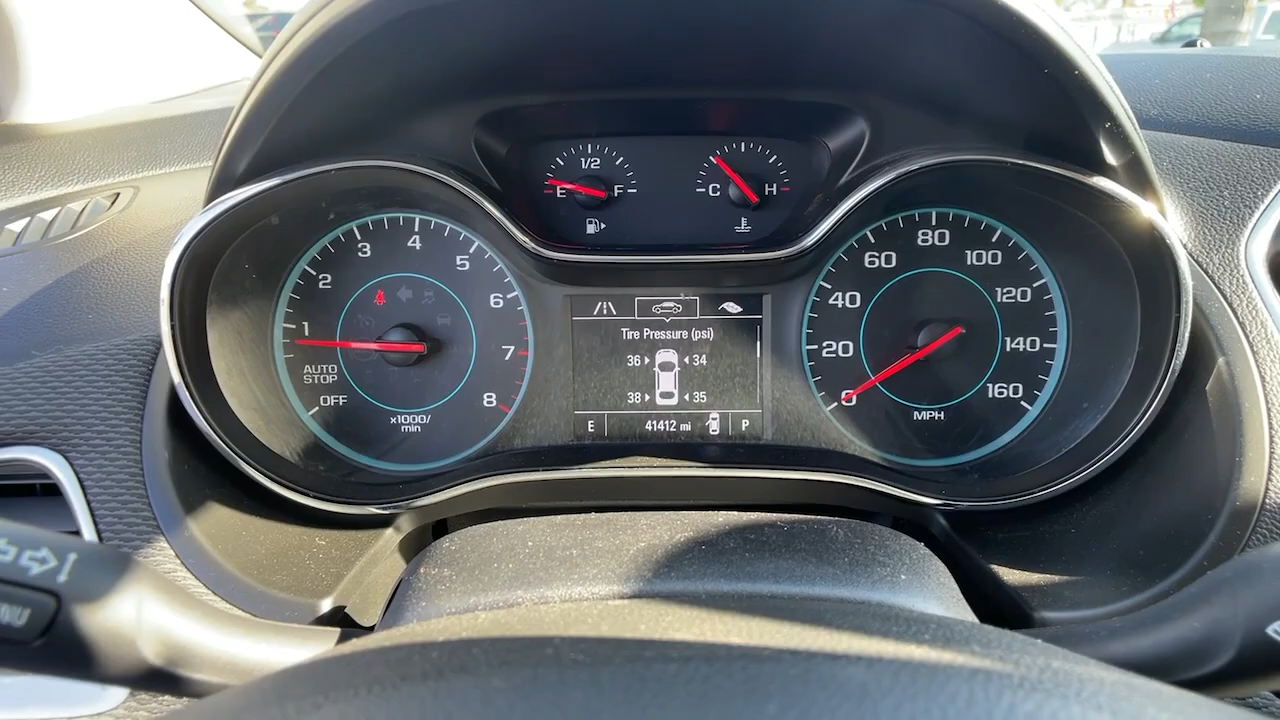 1/2
E F
C H
1
2
3
4
5
6
7
8
AUTO
STOP
OFF
x1000/
min
Tire Pressure (psi)
36 34
38 35
E 41412 mi P
0
20
40
60
80
100
120
140
160
MPH